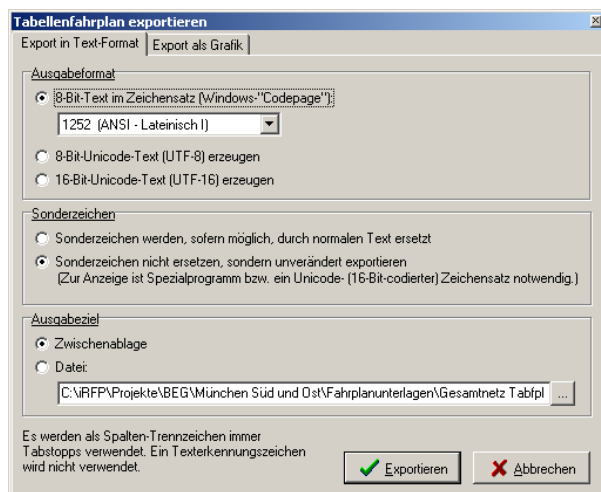 Tabellenfahrplan exportieren
Export in Text-Format
Export als Grafik
Ausgabeformat
8-Bit-Text im Zeichensatz (Windows-"Codepage"):
1252 (ANSI - Lateinisch I)
8-Bit-Unicode-Text (UTF-8) erzeugen
16-Bit-Unicode-Text (UTF-16) erzeugen
Sonderzeichen
Sonderzeichen werden, sofern möglich, durch normalen Text ersetzt
Sonderzeichen nicht ersetzen, sondern unverändert exportieren
(Zur Anzeige ist Spezialprogramm bzw. ein Unicode- (16-Bit-codierter) Zeichensatz notwendig.)
Ausgabeziel
Zwischenablage
Datei:
C:\iRFP\Projekte\BEG\München Süd und Ost\Fahrplanunterlagen\Gesamtnetz Tabfpl
...
Es werden als Spalten-Trennzeichen immer
Tabstopps verwendet. Ein Texterkennungszeichen
wird nicht verwendet.
Exportieren
Abbrechen